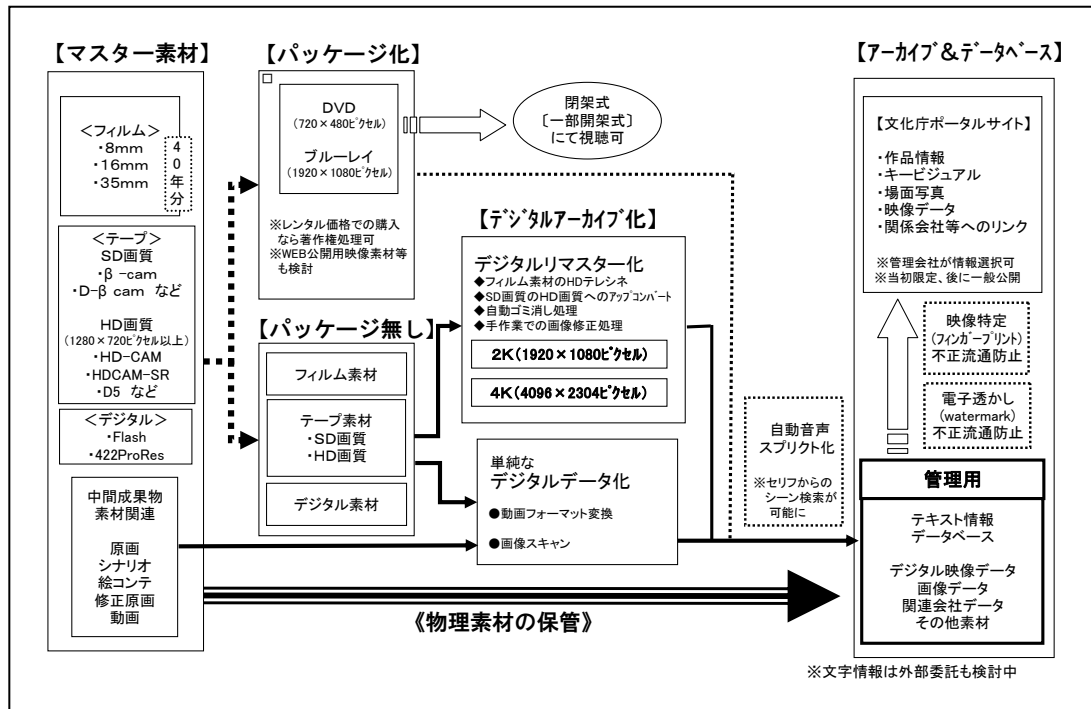 【マスター素材】
＜フィルム＞
・8mm
・16mm
・35mm
40年分
＜テープ＞
SD画質
・β-cam
・D-β cam など
HD画質
(1280×720ﾋﾟｸｾﾙ以上)
・HD-CAM
・HDCAM-SR
・D5 など
＜デジタル＞
・Flash
・422ProRes
中間成果物
素材関連
原画
シナリオ
絵コンテ
修正原画
動画
【パッケージ化】
DVD
(720×480ﾋﾟｸｾﾙ)
ブルーレイ
(1920×1080ﾋﾟｸｾﾙ)
※レンタル価格での購入
なら著作権処理可
※WEB公開用映像素材等
も検討
閉架式
〔一部開架式〕
にて視聴可
【パッケージ無し】
フィルム素材
テープ素材
・SD画質
・HD画質
デジタル素材
【ﾃﾞｼﾞﾀﾙｱｰｶｲﾌﾞ化】
デジタルリマスター化
◆フィルム素材のHDテレシネ
◆SD画質のHD画質へのｱｯﾌﾟｺﾝﾊﾞｰﾄ
◆自動ゴミ消し処理
◆手作業での画像修正処理
2K(1920×1080ﾋﾟｸｾﾙ)
4K(4096×2304ﾋﾟｸｾﾙ)
単純な
デジタルデータ化
●動画フォーマット変換
●画像スキャン
自動音声
スプリクト化
※セリフからの
シーン検索が
可能に
《物理素材の保管》
【ｱｰｶｲﾌﾞ＆ﾃﾞｰﾀﾍﾞｰｽ】
【文化庁ポータルサイト】
・作品情報
・キービジュアル
・場面写真
・映像データ
・関係会社等へのリンク
※管理会社が情報選択可
※当初限定、後に一般公開
映像特定
(フィンガープリント)
不正流通防止
電子透かし
(watermark)
不正流通防止
管理用
テキスト情報
データベース
デジタル映像データ
画像データ
関連会社データ
その他素材
※文字情報は外部委託も検討中